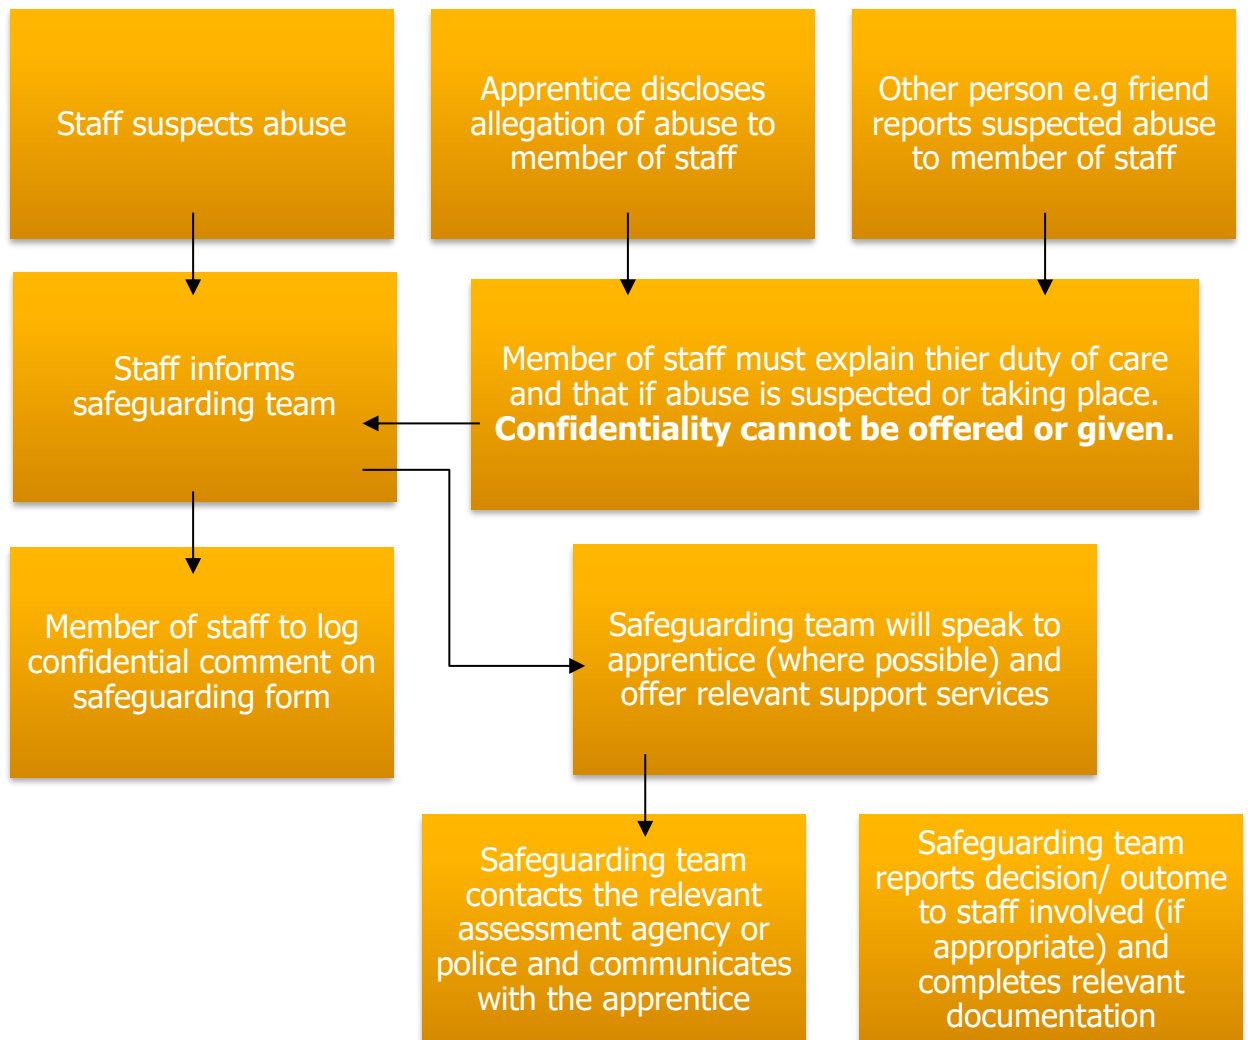 Staff suspects abuse
Apprentice discloses
allegation of abuse to
member of staff
Other person e.g friend
reports suspected abuse
to member of staff
Staff informs
safeguarding team
Member of staff must explain thier duty of care
and that if abuse is suspected or taking place.
Confidentiality cannot be offered or given.
Member of staff to log
confidential comment on
safeguarding form
Safeguarding team will speak to
apprentice (where possible) and
offer relevant support services
Safeguarding team
contacts the relevant
assessment agency or
police and communicates
with the apprentice
Safeguarding team
reports decision/ outome
to staff involved (if
appropriate) and
completes relevant
documentation